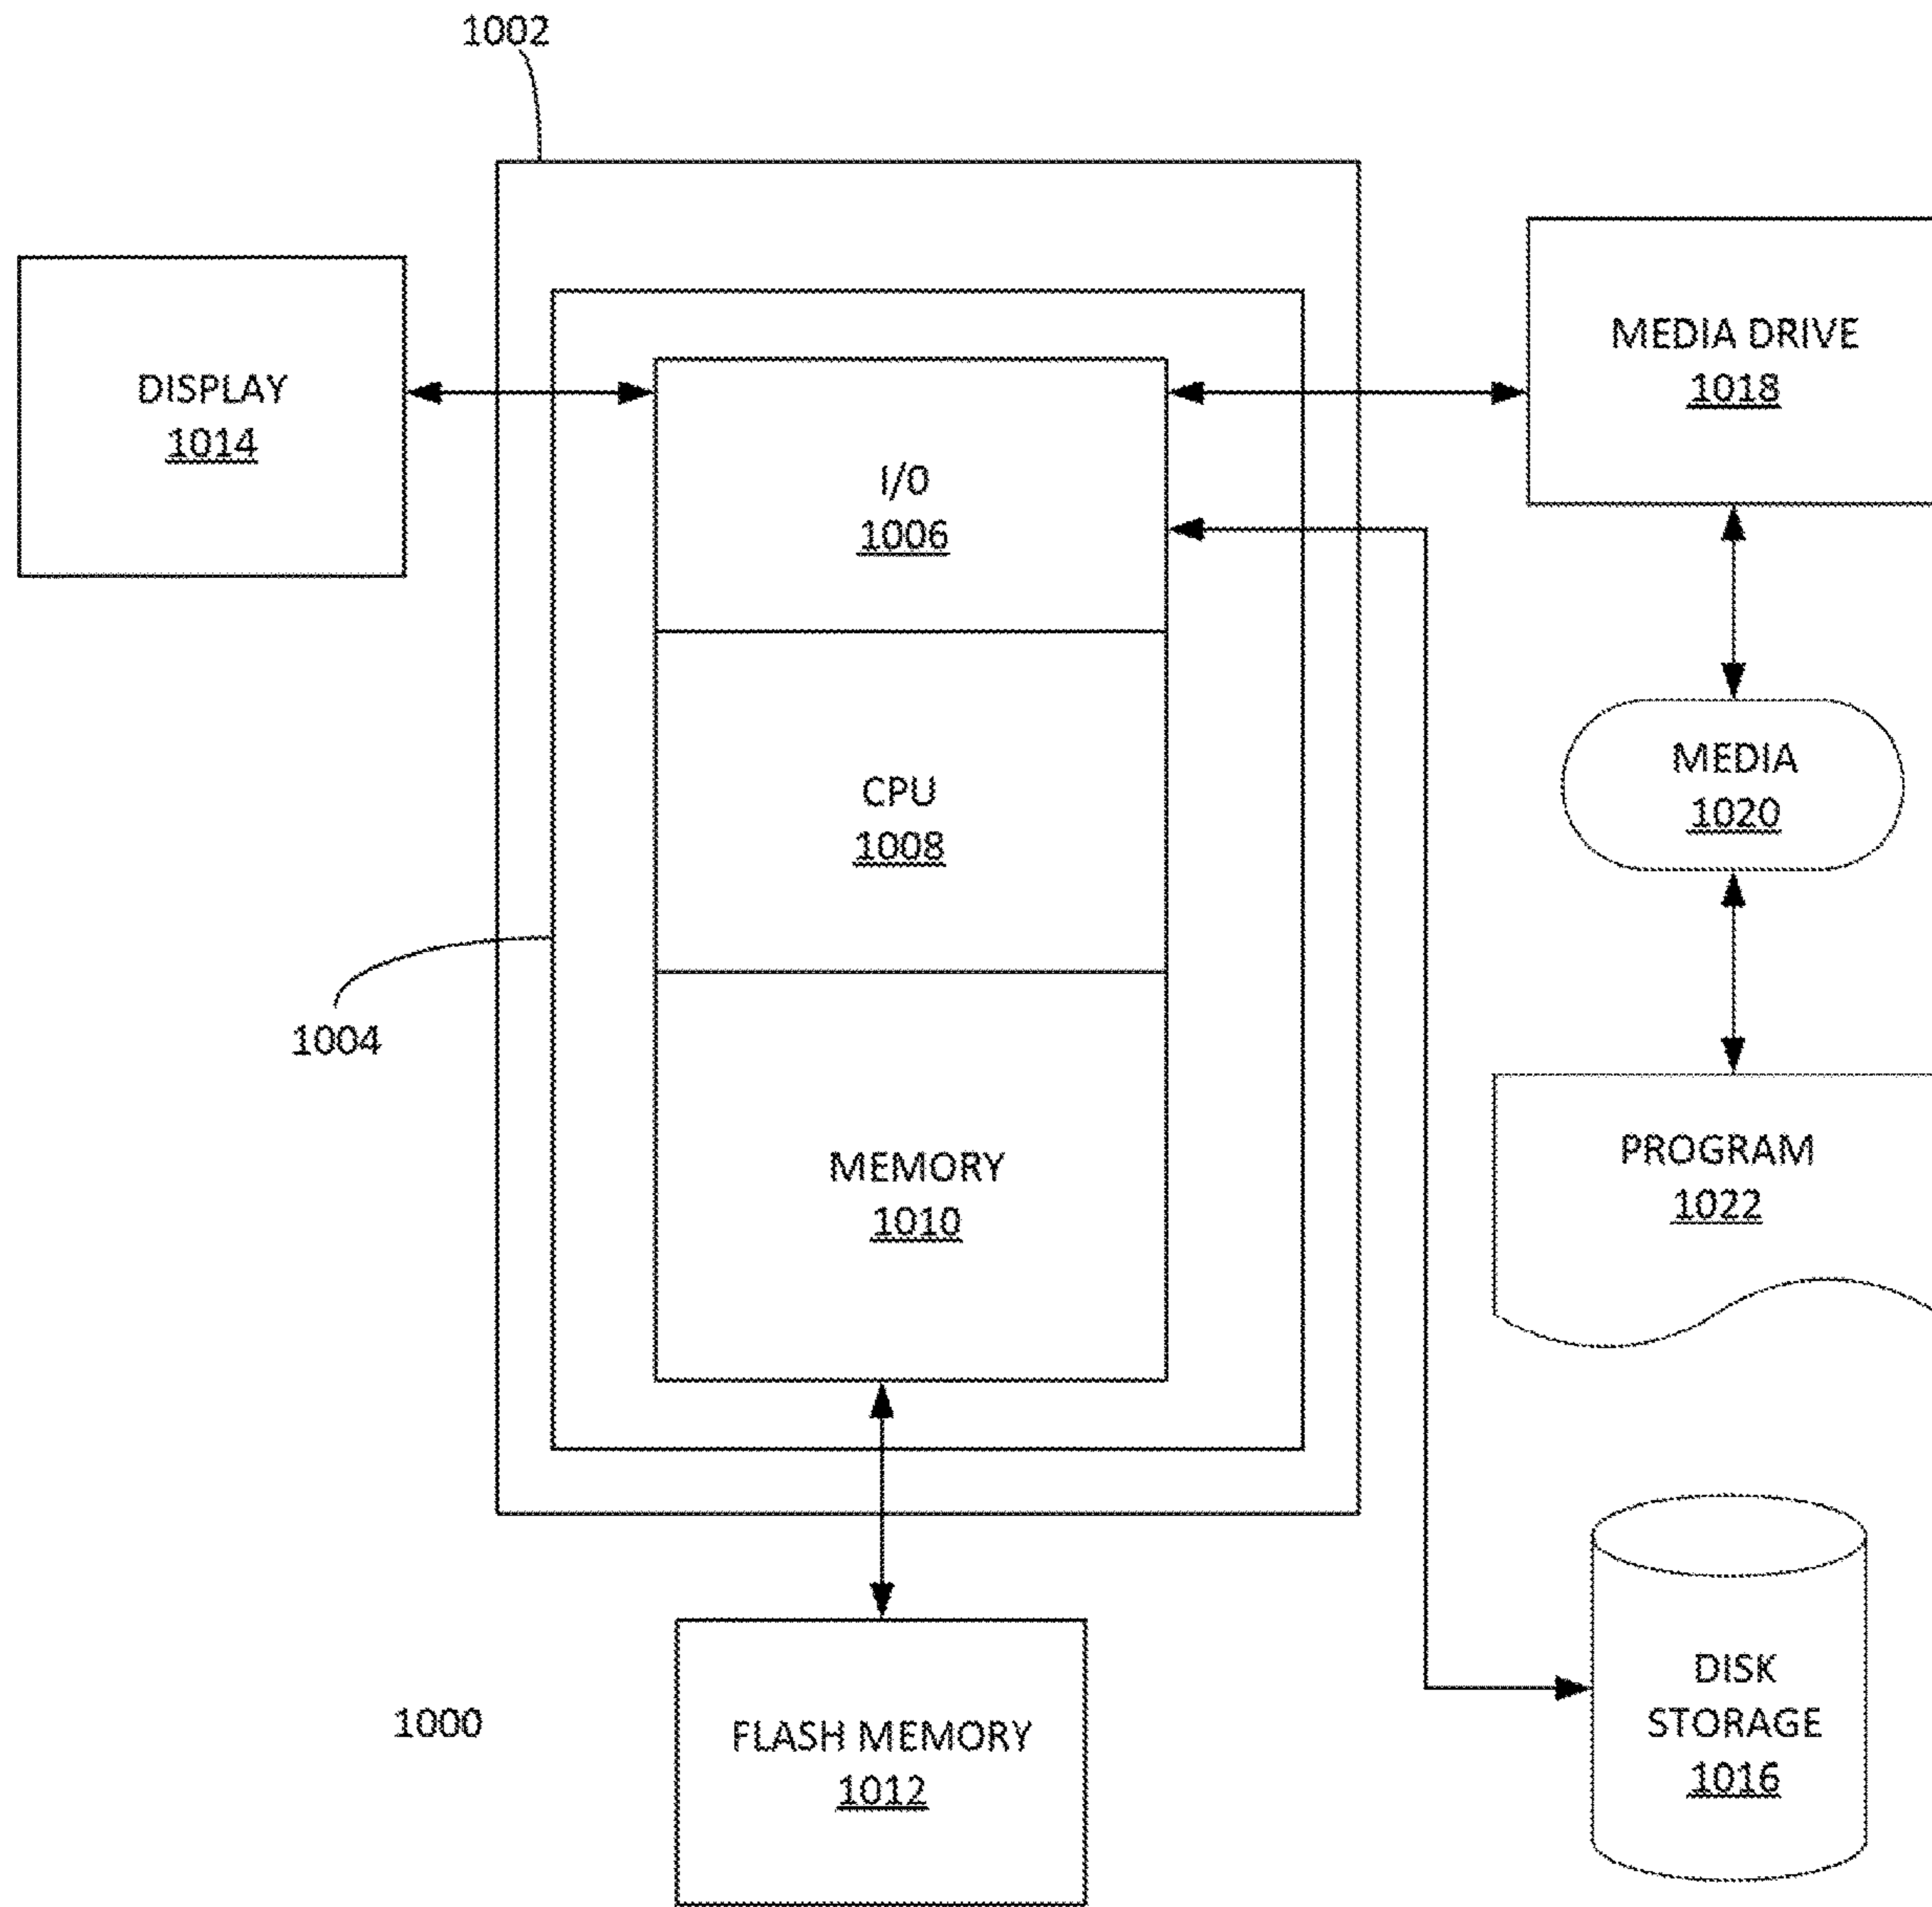 1002
DISPLAY
1014
MEDIA DRIVE
1018
I/0
1006
CPU
1008
MEDIA
1020
1004
MEMORY
1010
PROGRAM
1022
1000
FLASH MEMORY
1012
DISK
STORAGE
1016